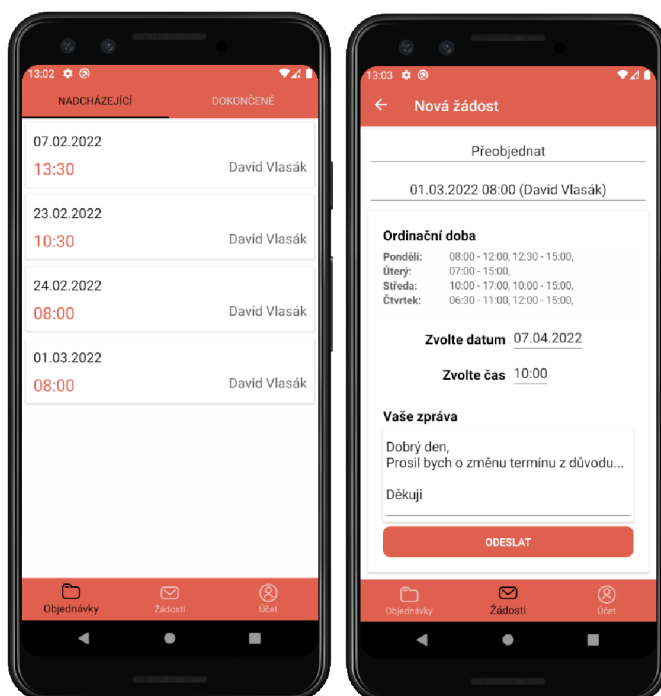 13:02
NADCHÁZEJÍCÍ DOKONČENÉ
07.02.2022
13:30 David Vlasák
23.02.2022
10:30 David Vlasák
24.02.2022
08:00 David Vlasák
01.03.2022
08:00 David Vlasák
Objednávky Žádosti Účet
13:03
Nová žádost
Přeobjednat
01.03.2022 08:00 (David Vlasák)
Ordinační doba
Pondělí: 08:00 - 12:00, 12:30 - 15:00,
Úterý: 07:00 - 15:00,
Středa: 10:00 - 17:00, 10:00 - 15:00,
Čtvrtek: 06:30 - 11:00, 12:00 - 15:00,
Zvolte datum 07.04.2022
Zvolte čas 10:00
Vaše zpráva
Dobrý den,
Prosil bych o změnu termínu z důvodu...
Děkuji
ODESLAT
Objednávky Žádosti Účet